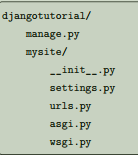 djangotutorial/
    manage.py
    mysite/
        __init__.py
        settings.py
        urls.py
        asgi.py
        wsgi.py